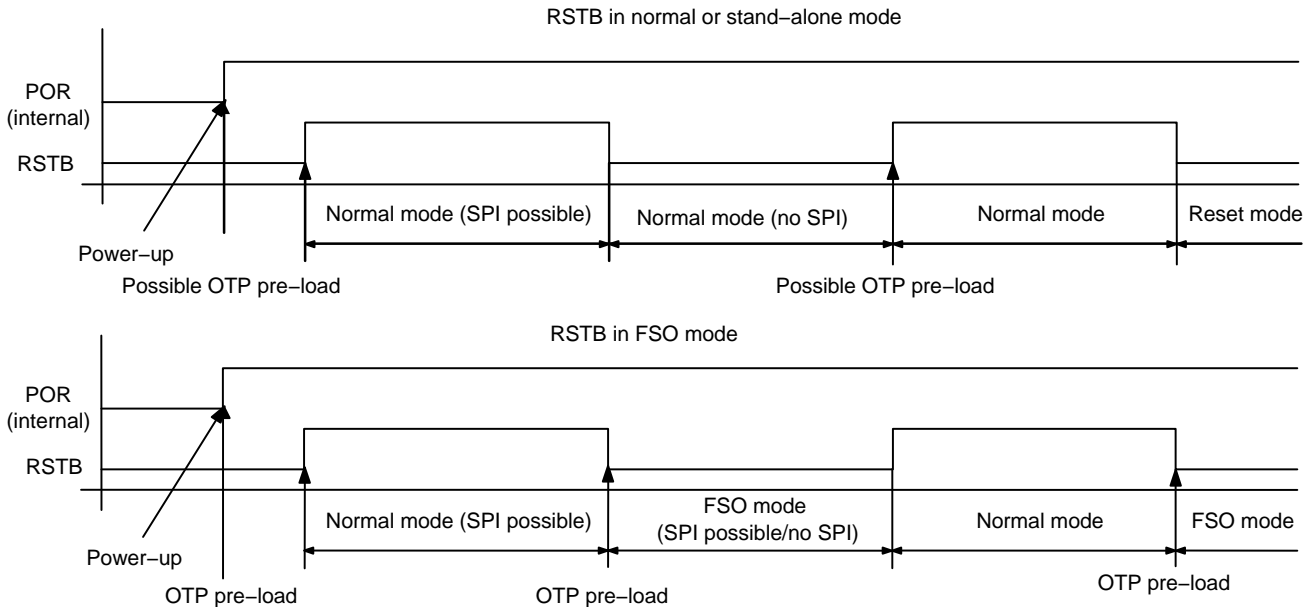 RSTB in normal or stand−alone mode
POR
(internal)
RSTB
Normal mode (SPI possible)
Normal mode (no SPI)
Normal mode
Reset mode
Power−up
Possible OTP pre−load
Possible OTP pre−load
RSTB in FSO mode
POR
(internal)
RSTB
Normal mode (SPI possible)
FSO mode
(SPI possible/no SPI)
Normal mode
FSO mode
Power−up
OTP pre−load
OTP pre−load
OTP pre−load